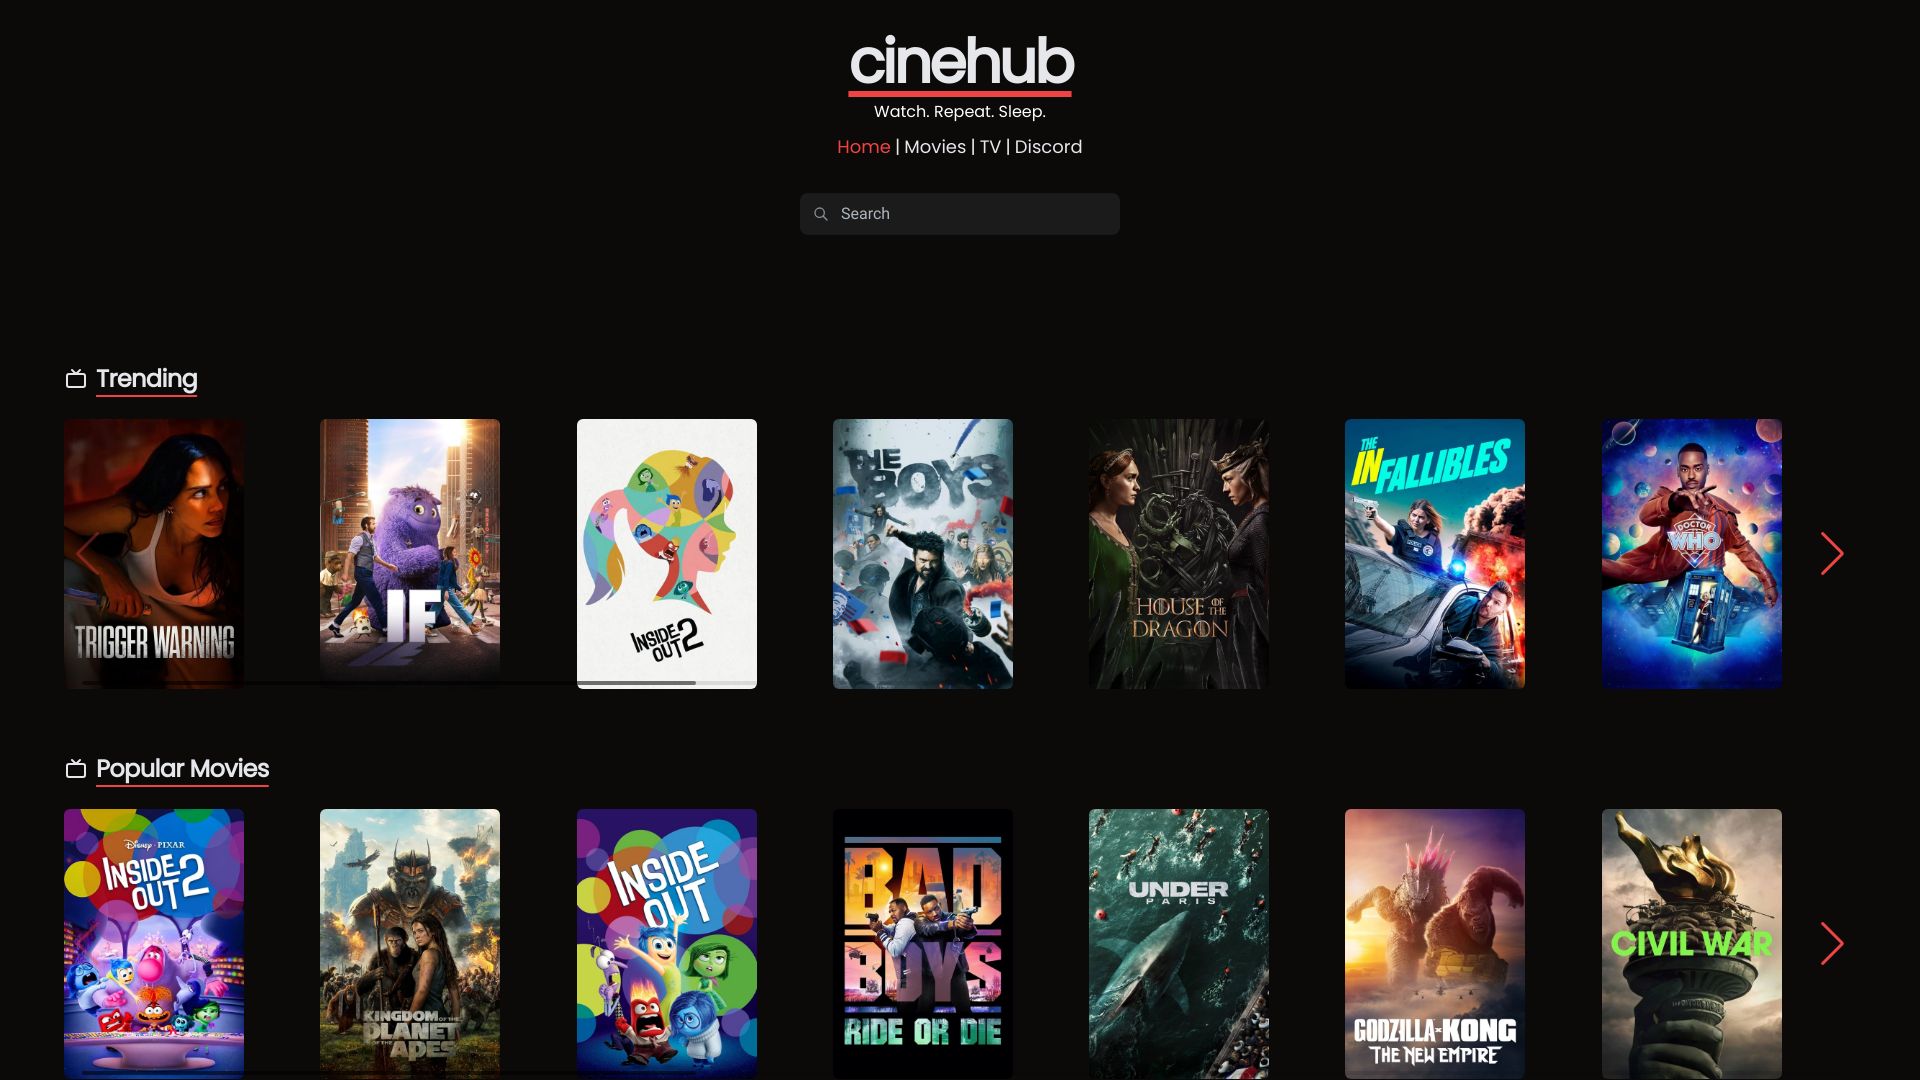 cinehub
Watch. Repeat. Sleep.
Home | Movies | TV | Discord
Search
Trending
TRIGGER WARNING
IF
INSIDE OUT 2
THE BOYS
HOUSE OF THE DRAGON
THE INFALLIBLES
DOCTOR WHO
Popular Movies
Disney · PIXAR
INSIDE OUT 2
KINGDOM OF THE
PLANET
OF THE APES
INSIDE OUT
BAD
BOYS
RIDE OR DIE
UNDER
PARIS
GODZILLA x KONG
THE NEW EMPIRE
CIVIL WAR